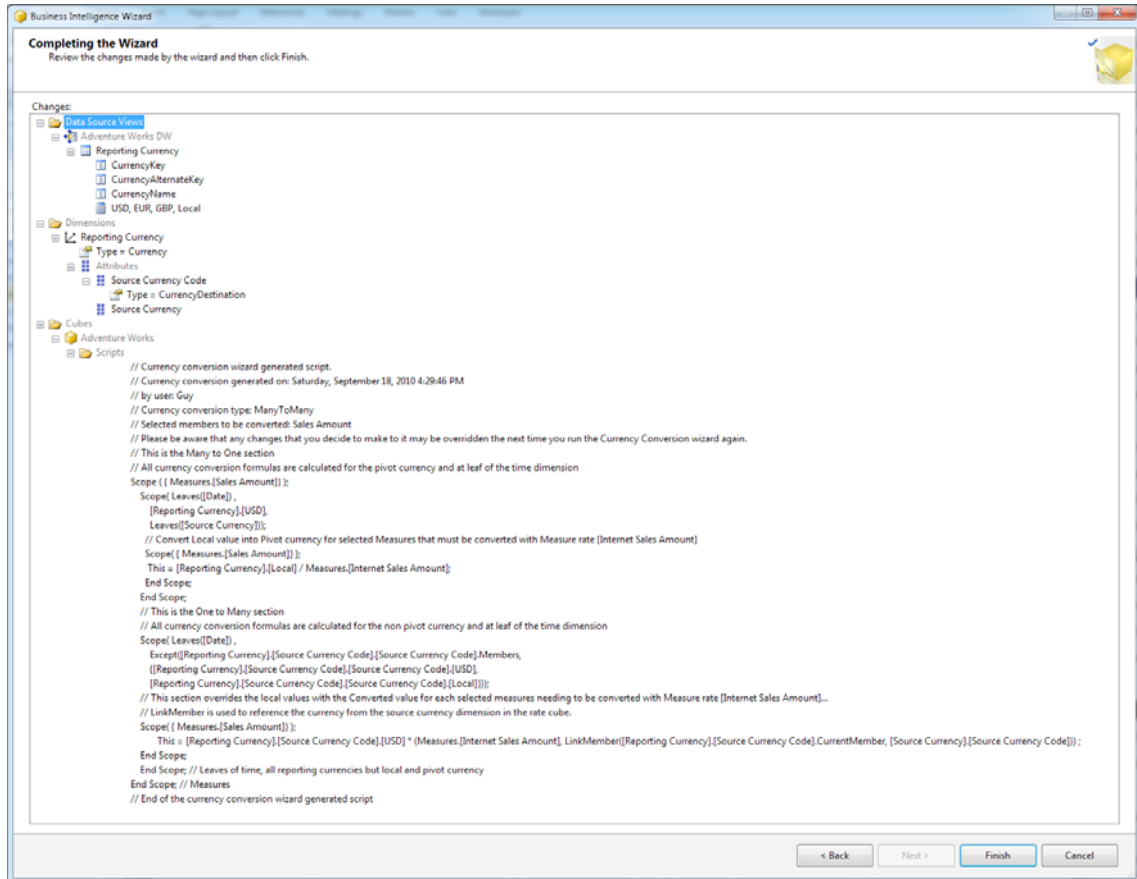 Business Intelligence Wizard
Completing the Wizard
Review the changes made by the wizard and then click Finish.
Changes:
Data Source Views
Adventure Works DW
Reporting Currency
CurrencyKey
CurrencyAlternateKey
CurrencyName
USD, EUR, GBP, Local
Dimensions
Reporting Currency
Type = Currency
Attributes
Source Currency Code
Type = CurrencyDestination
Source Currency
Cubes
Adventure Works
Scripts
// Currency conversion wizard generated script.
// Currency conversion generated on: Saturday, September 18, 2010 4:29:46 PM
// by user: Guy
// Currency conversion type: ManyToMany
// Selected members to be converted: Sales Amount
// Please be aware that any changes that you decide to make to it may be overridden the next time you run the Currency Conversion wizard again.
// This is the Many to One section
// All currency conversion formulas are calculated for the pivot currency and at leaf of the time dimension
Scope ( { Measures.[Sales Amount]} );
Scope( Leaves([Date]) ,
[Reporting Currency].[USD],
Leaves([Source Currency]));
// Convert Local value into Pivot currency for selected Measures that must be converted with Measure rate [Internet Sales Amount]
Scope( { Measures.[Sales Amount]} );
This = [Reporting Currency].[Local] / Measures.[Internet Sales Amount];
End Scope;
End Scope;
// This is the One to Many section
// All currency conversion formulas are calculated for the non pivot currency and at leaf of the time dimension
Scope( Leaves([Date]) ,
Except([Reporting Currency].[Source Currency Code].[Source Currency Code].Members,
{[Reporting Currency].[Source Currency Code].[Source Currency Code].[USD],
[Reporting Currency].[Source Currency Code].[Source Currency Code].[Local]}));
// This section overrides the local values with the Converted value for each selected measures needing to be converted with Measure rate [Internet Sales Amount]...
// LinkMember is used to reference the currency from the source currency dimension in the rate cube.
Scope( { Measures.[Sales Amount]} );
This = [Reporting Currency].[Source Currency Code].[USD] * (Measures.[Internet Sales Amount], LinkMember([Reporting Currency].[Source Currency Code].CurrentMember, [Source Currency].[Source Currency Code])) ;
End Scope;
End Scope; // Leaves of time, all reporting currencies but local and pivot currency
End Scope; // Measures
// End of the currency conversion wizard generated script
< Back Next > Finish Cancel